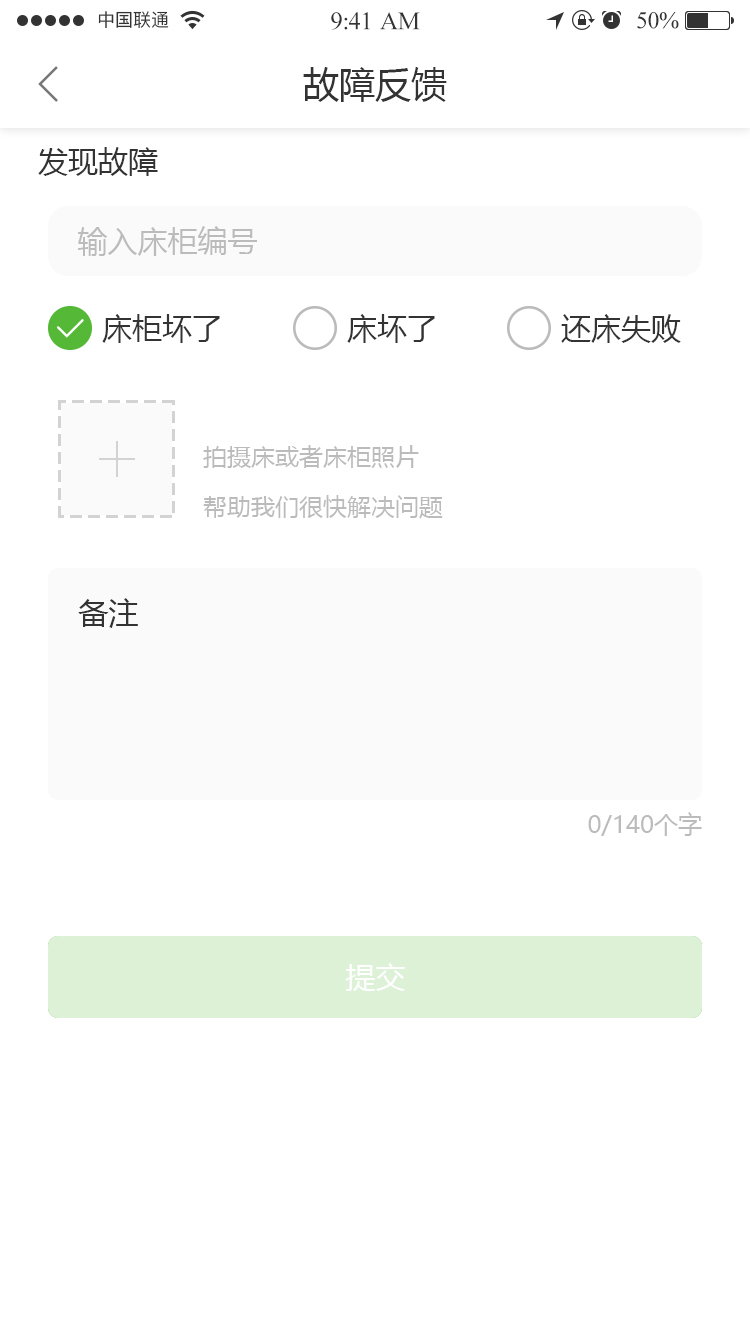 中国联通 9:41 AM 50%
故障反馈
发现故障
输入床柜编号
床柜坏了 床坏了 还床失败
拍摄床或者床柜照片
帮助我们很快解决问题
备注
0/140个字
提交